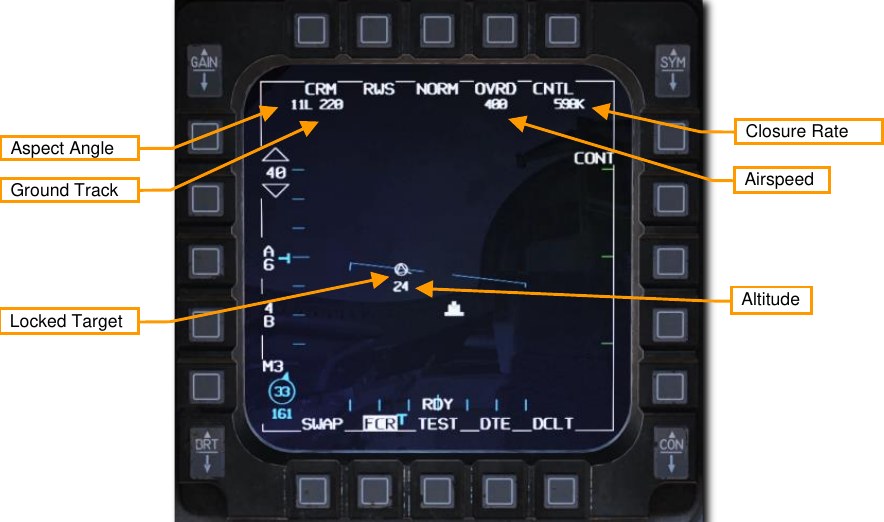 GAIN
SYM
CRM RWS NORM OVRD CNTL
11L 220 400 590K
Closure Rate
Aspect Angle
CONT
40
Airspeed
Ground Track
A
6
24
Altitude
Locked Target
4
B
M3
33
161
RDY
SWAP FCR T TEST DTE DCLT
BRT
CON